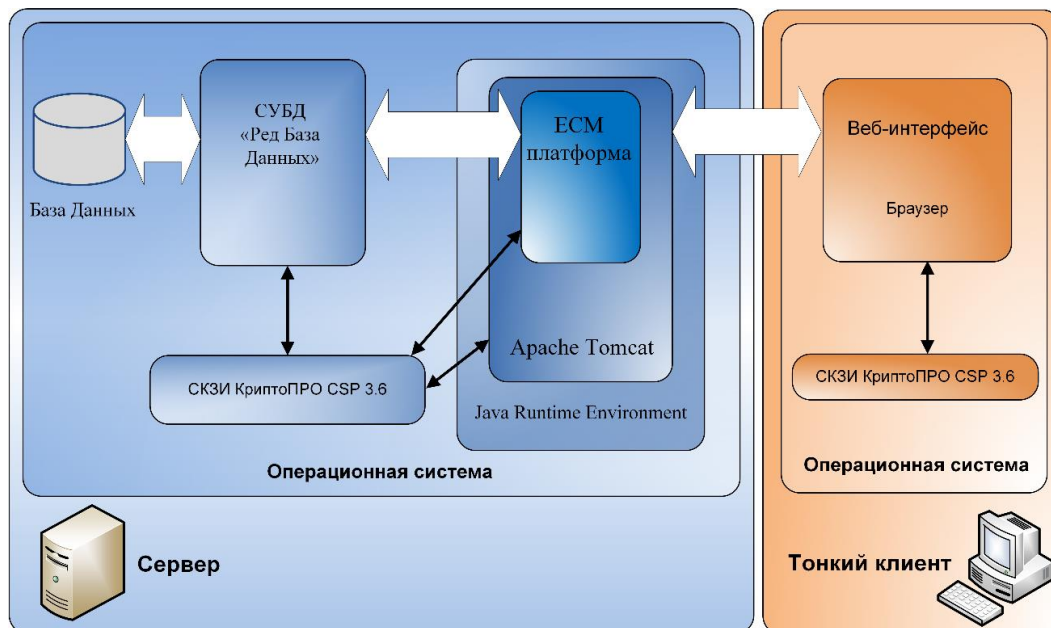 СУБД
«Ред База
Данных»
ECM
платформа
Веб-интерфейс
База Данных
Браузер
Apache Tomcat
СКЗИ КриптоПРО CSP 3.6
СКЗИ КриптоПРО CSP 3.6
Java Runtime Environment
Операционная система
Операционная система
Сервер
Тонкий клиент